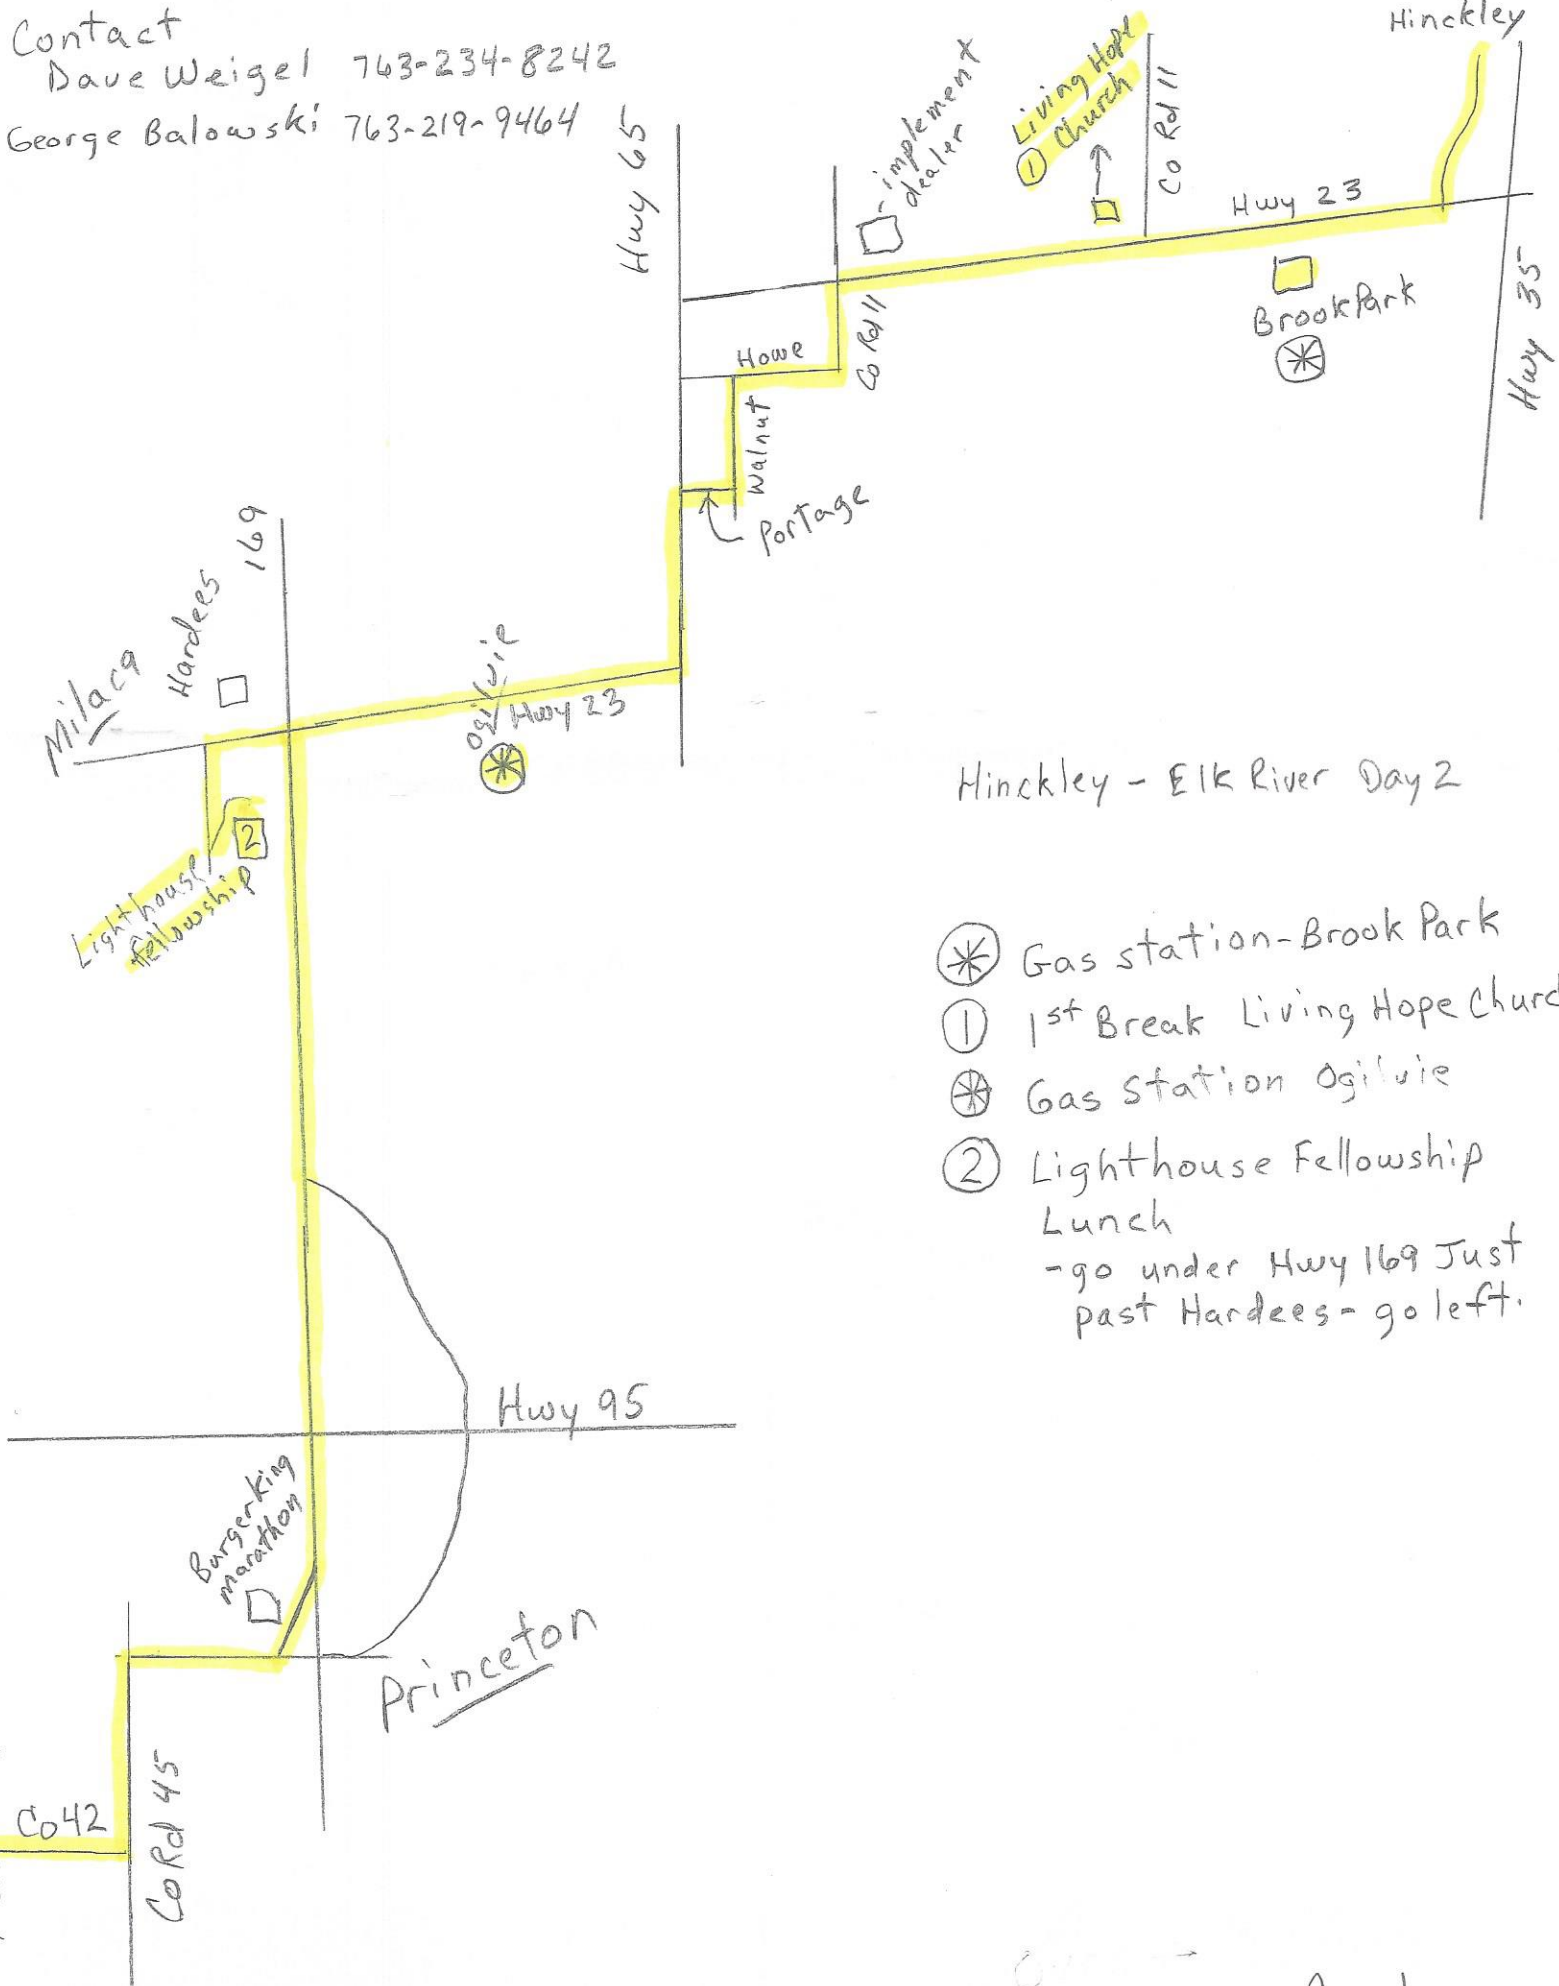 Contact
Dave Weigel 763-234-8242
George Balowski 763-219-9464
Hinckley
Hwy 65
implement
dealer
Living Hope
1 Church
Co Rd 11
Hwy 23
Hwy 35
Brook Park
Howe
Co Rd 11
Walnut
Portage
169
Hardees
Milaca
Ogilvie
Hwy 23
2
Lighthouse
Fellowship
Hinckley - Elk River Day 2
Gas station-Brook Park
1 1st Break Living Hope Churc
Gas Station Ogilvie
2 Lighthouse Fellowship
Lunch
-go under Hwy 169 Just
past Hardees- go left.
Hwy 95
Burger King
marathon
Princeton
Co 42
Co Rd 45